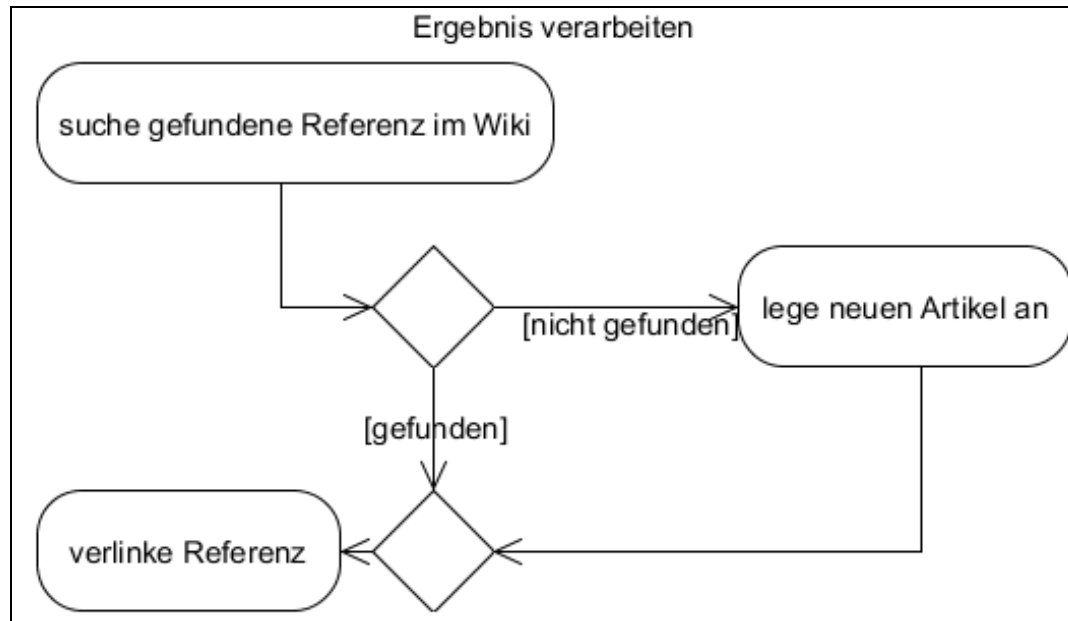 Ergebnis verarbeiten
suche gefundene Referenz im Wiki
lege neuen Artikel an
[nicht gefunden]
[gefunden]
verlinke Referenz